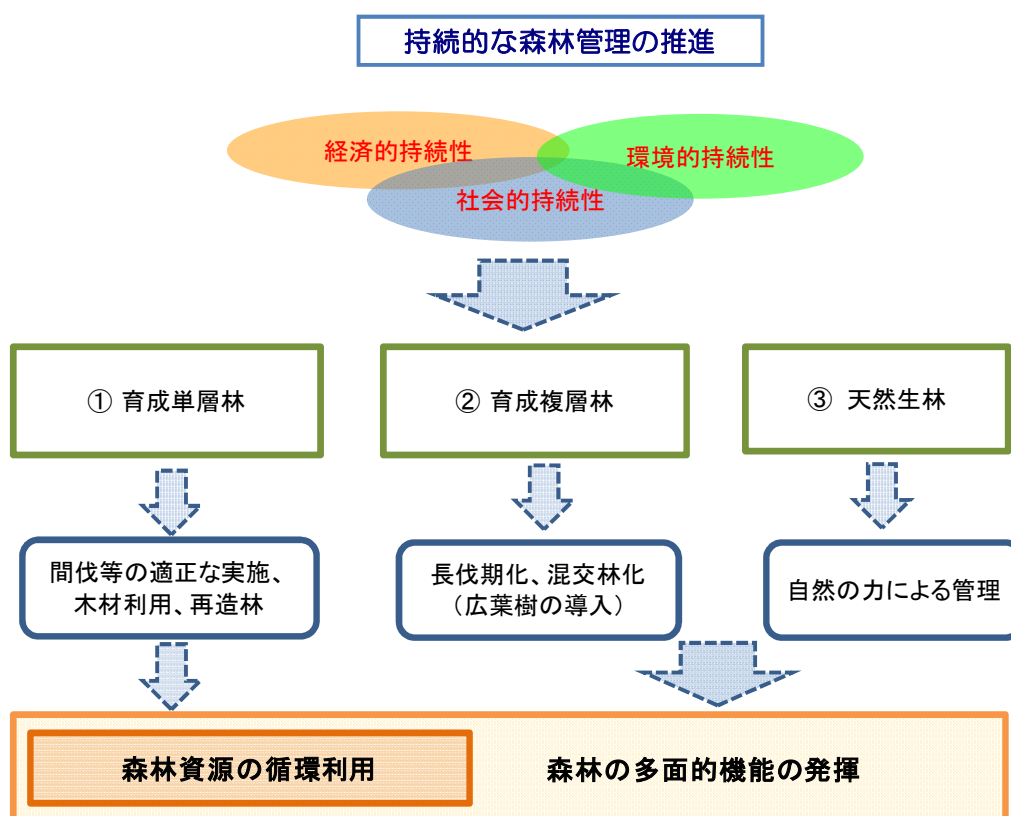 持続的な森林管理の推進
経済的持続性
環境的持続性
社会的持続性
① 育成単層林
② 育成複層林
③ 天然生林
間伐等の適正な実施、
木材利用、再造林
長伐期化、混交林化
（広葉樹の導入）
自然の力による管理
森林資源の循環利用
森林の多面的機能の発揮